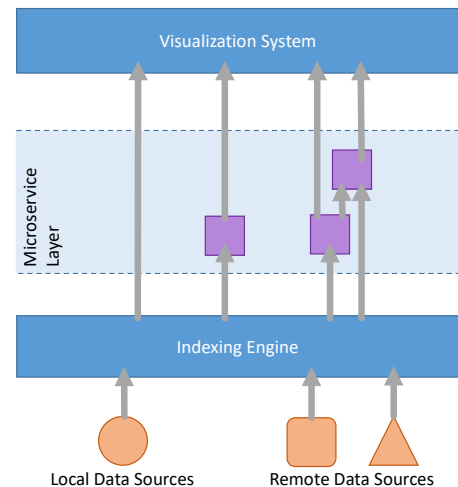 Visualization System
Microservice
Layer
Indexing Engine
Local Data Sources
Remote Data Sources